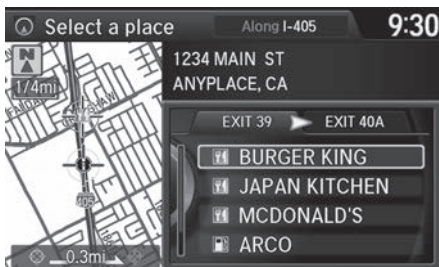 Select a place
Along I-405
9:30
N
1/4mi
1234 MAIN ST
ANYPLACE, CA
EXIT 39
EXIT 40A
BURGER KING
JAPAN KITCHEN
MCDONALD'S
ARCO
405
0.3mi